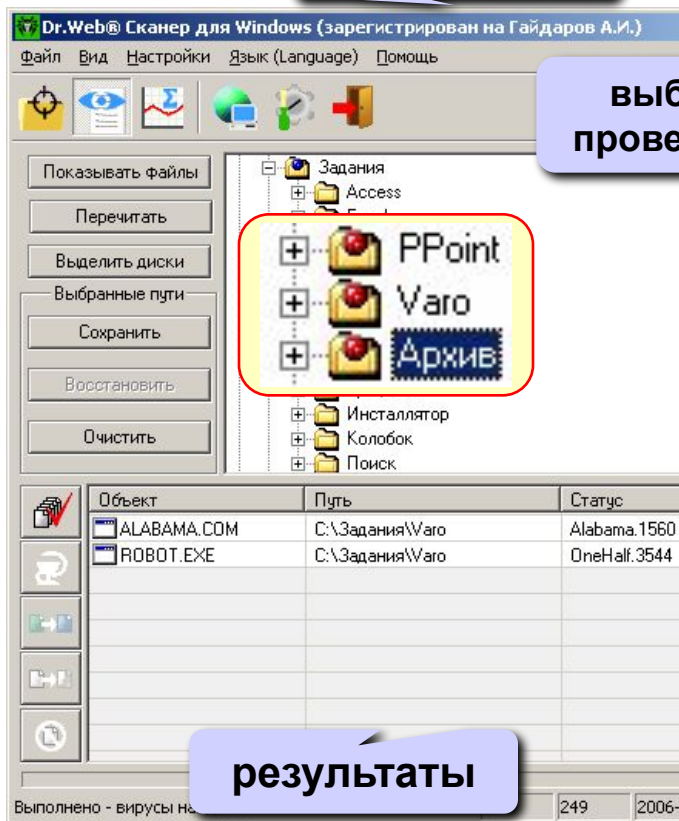 Dr.Web® Сканер для Windows (зарегистрирован на Гайдаров А.И.)
Файл Вид Настройки Язык (Language) Помощь
выб
прове
Показывать файлы
Перечитать
Выделить диски
Выбранные пути
Сохранить
Восстановить
Очистить
Задания
Access
PPoint
Varo
Архив
Инсталлятор
Колобок
Поиск
Объект Путь Статус
ALABAMA.COM C:\Задания\Varo Alabama.1560
ROBOT.EXE C:\Задания\Varo OneHalf.3544
результаты
Выполнено - вирусы 249 2006-